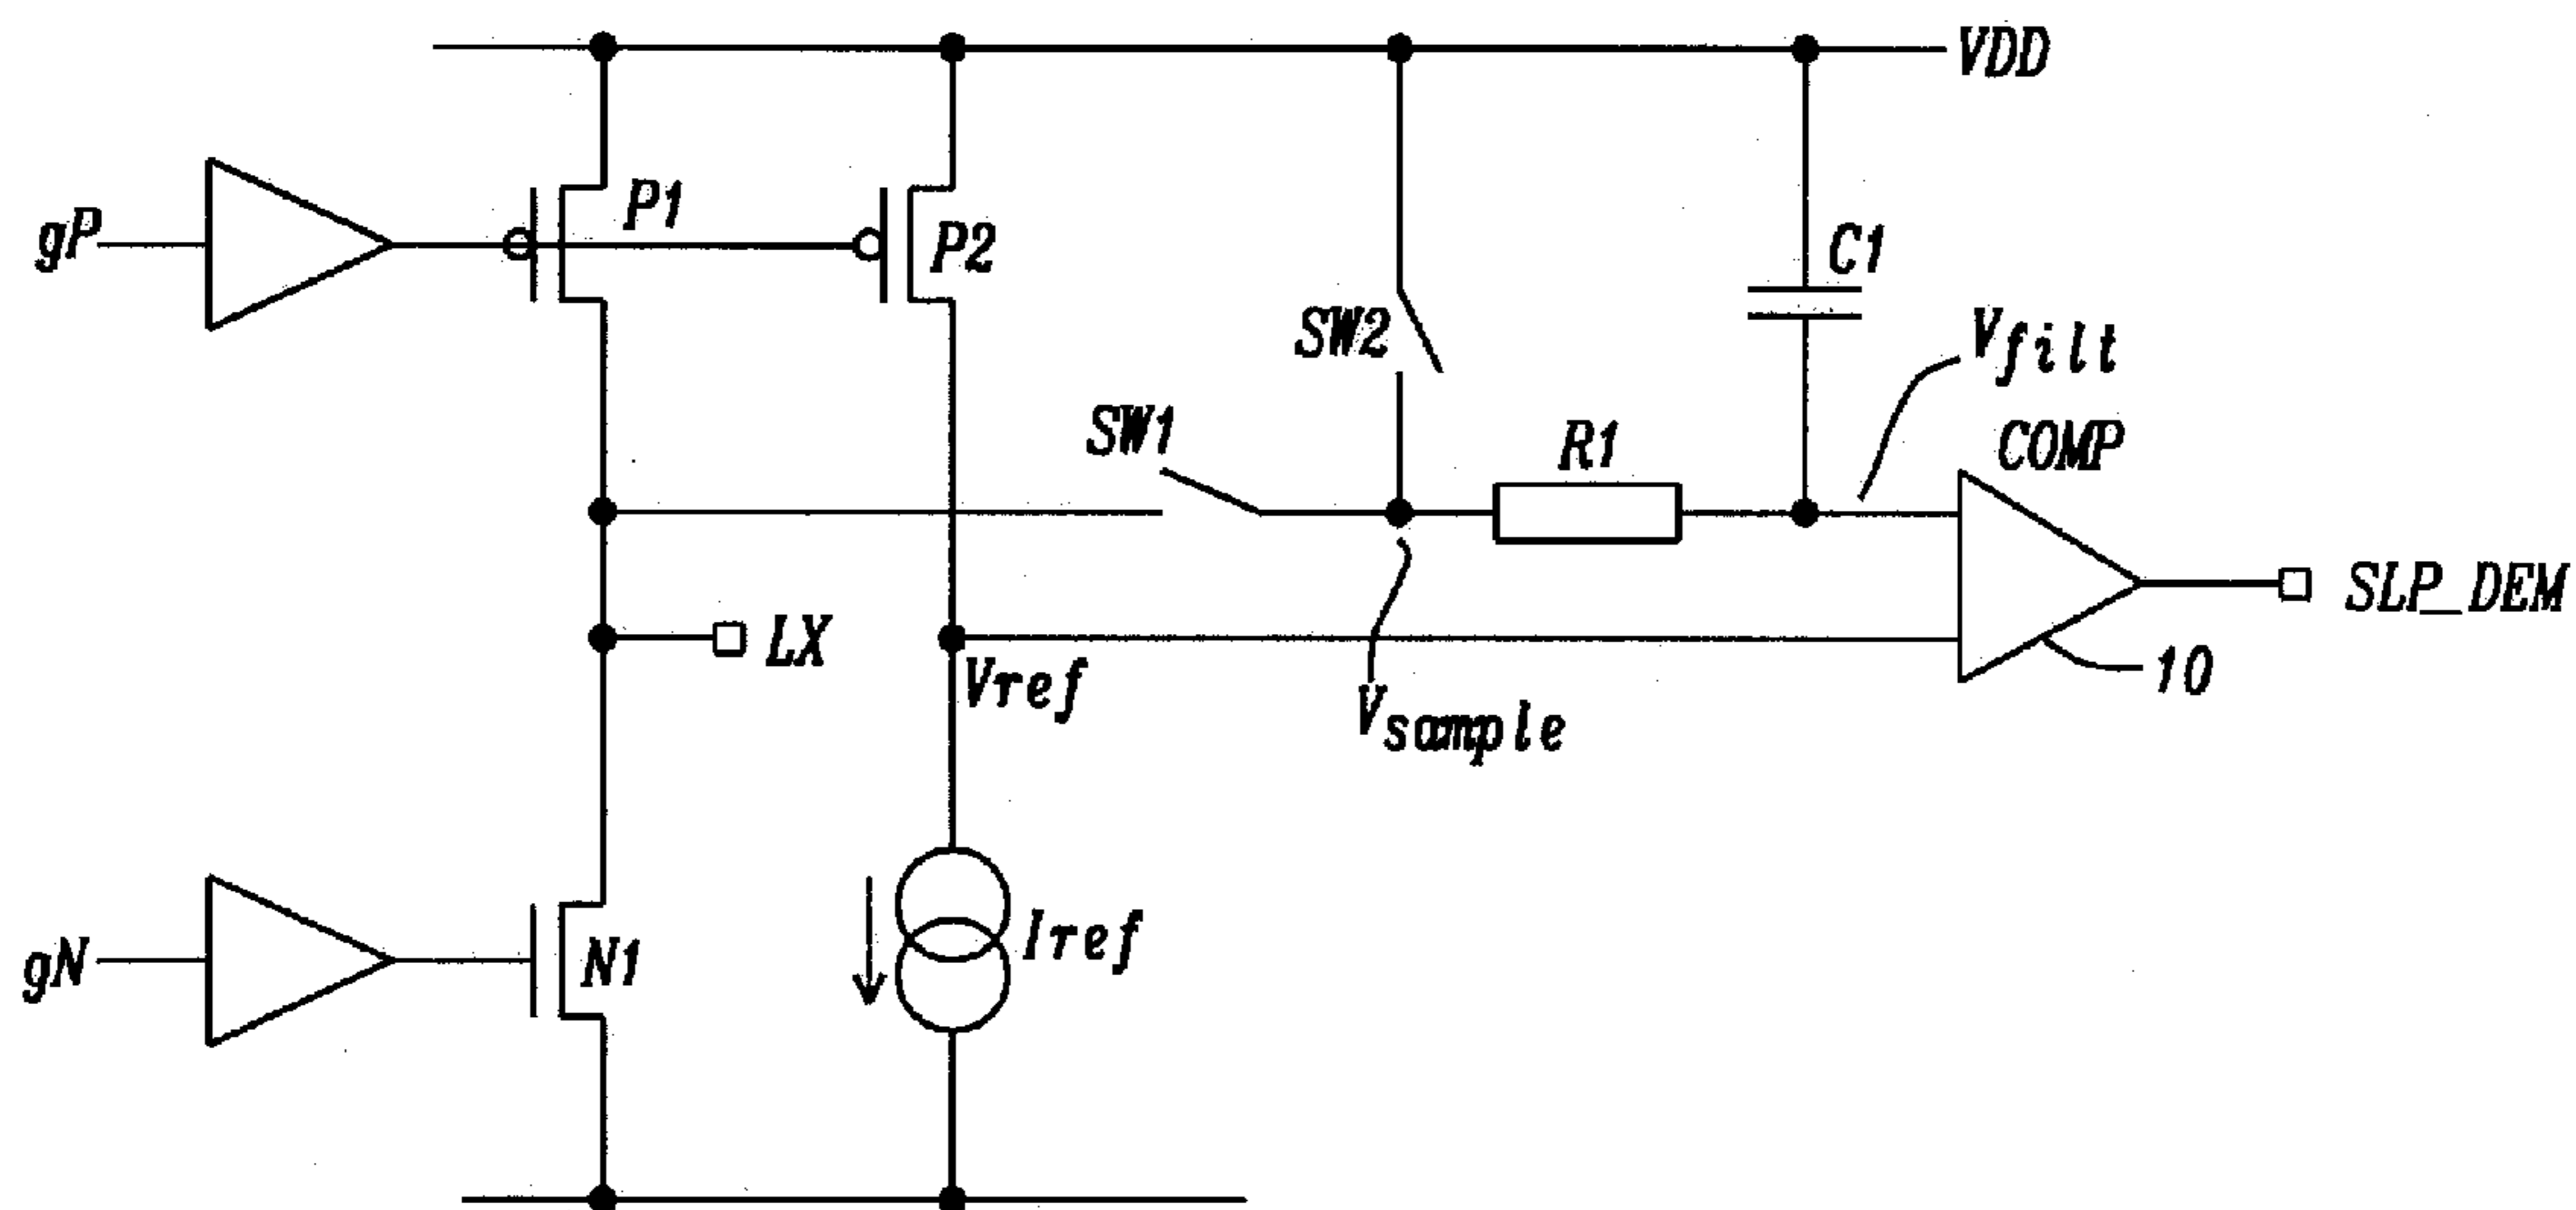 VDD
gP
P1
P2
C1
SW2
Vfilt
SW1
R1
COMP
LX
Vref
SLP_DEM
10
Vsample
gN
N1
Iref